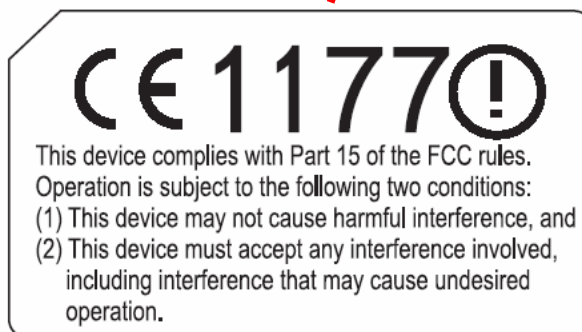 CE1177!
This device complies with Part 15 of the FCC rules.
Operation is subject to the following two conditions:
(1) This device may not cause harmful interference, and
(2) This device must accept any interference involved,
including interference that may cause undesired
operation.